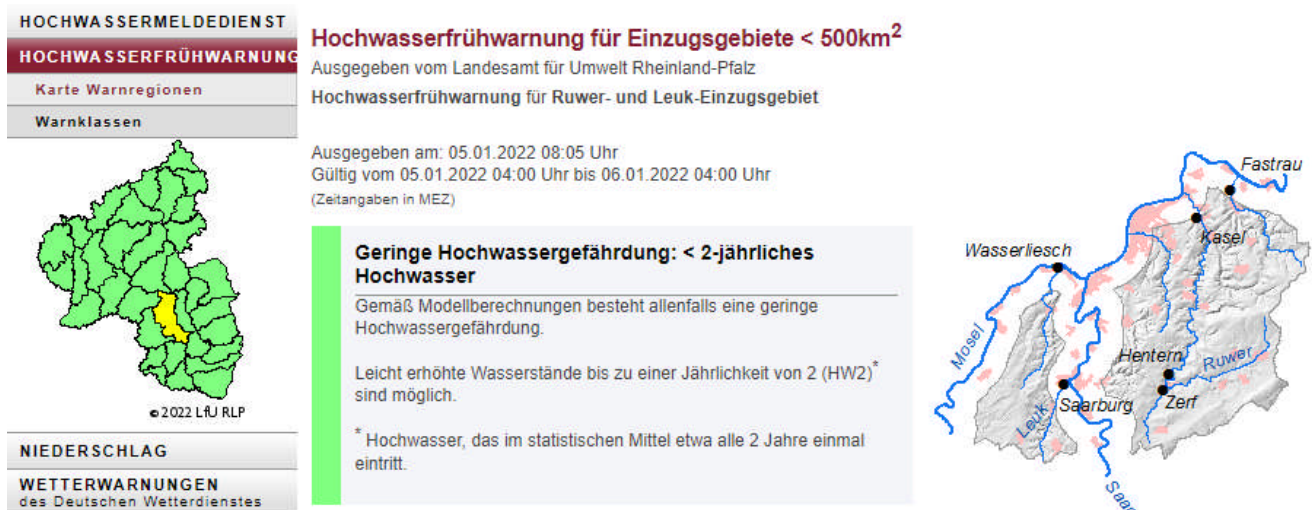 HOCHWASSERMELDEDIENST
HOCHWASSERFRÜHWARNUNG
Karte Warnregionen
Warnklassen
© 2022 LfU RLP
NIEDERSCHLAG
WETTERWARNUNGEN
des Deutschen Wetterdienstes
Hochwasserfrühwarnung für Einzugsgebiete < 500km²
Ausgegeben vom Landesamt für Umwelt Rheinland-Pfalz
Hochwasserfrühwarnung für Ruwer- und Leuk-Einzugsgebiet
Ausgegeben am: 05.01.2022 08:05 Uhr
Gültig vom 05.01.2022 04:00 Uhr bis 06.01.2022 04:00 Uhr
(Zeitangaben in MEZ)
Geringe Hochwassergefährdung: < 2-jährliches
Hochwasser
Gemäß Modellberechnungen besteht allenfalls eine geringe
Hochwassergefährdung.
Leicht erhöhte Wasserstände bis zu einer Jährlichkeit von 2 (HW2)*
sind möglich.
* Hochwasser, das im statistischen Mittel etwa alle 2 Jahre einmal
eintritt.
Fastrau
Kasel
Wasserliesch
Mosel
Hentern
Ruwer
Saarburg
Zerf
Leuk
Saar